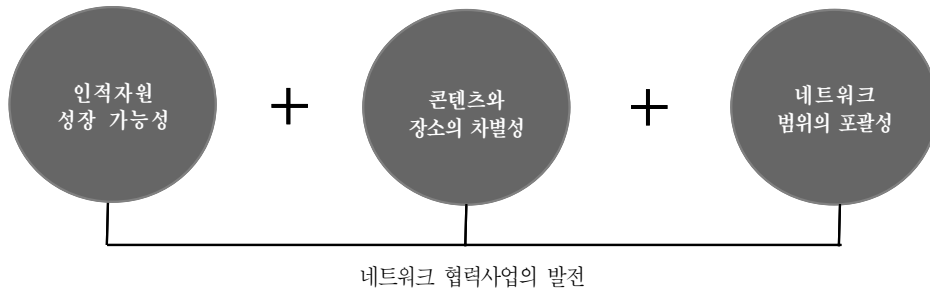 인적자원
성장 가능성
+
콘텐츠와
장소의 차별성
+
네트워크
범위의 포괄성
네트워크 협력사업의 발전